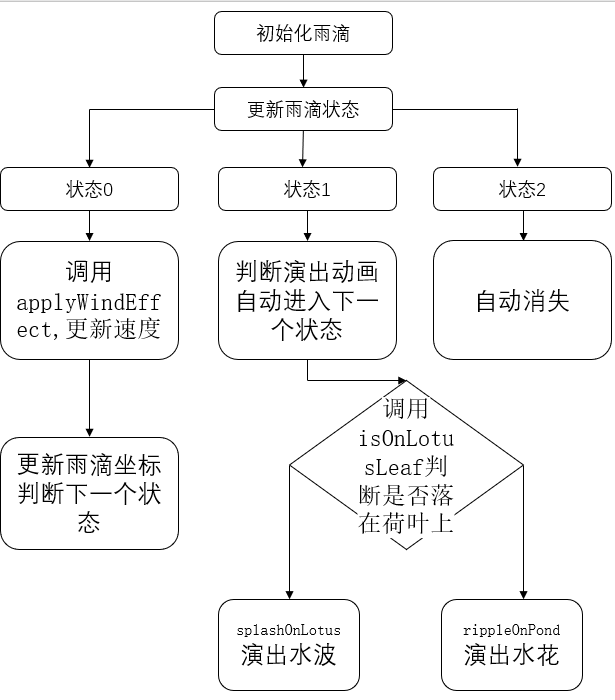 初始化雨滴
更新雨滴状态
状态0
状态1
状态2
调用
applyWindEff
ect,更新速度
判断演出动画
自动进入下一
个状态
自动消失
调用
isOnLotu
sLeaf判
断是否落
在荷叶上
更新雨滴坐标
判断下一个状
态
splashOnLotus
演出水波
rippleOnPond
演出水花